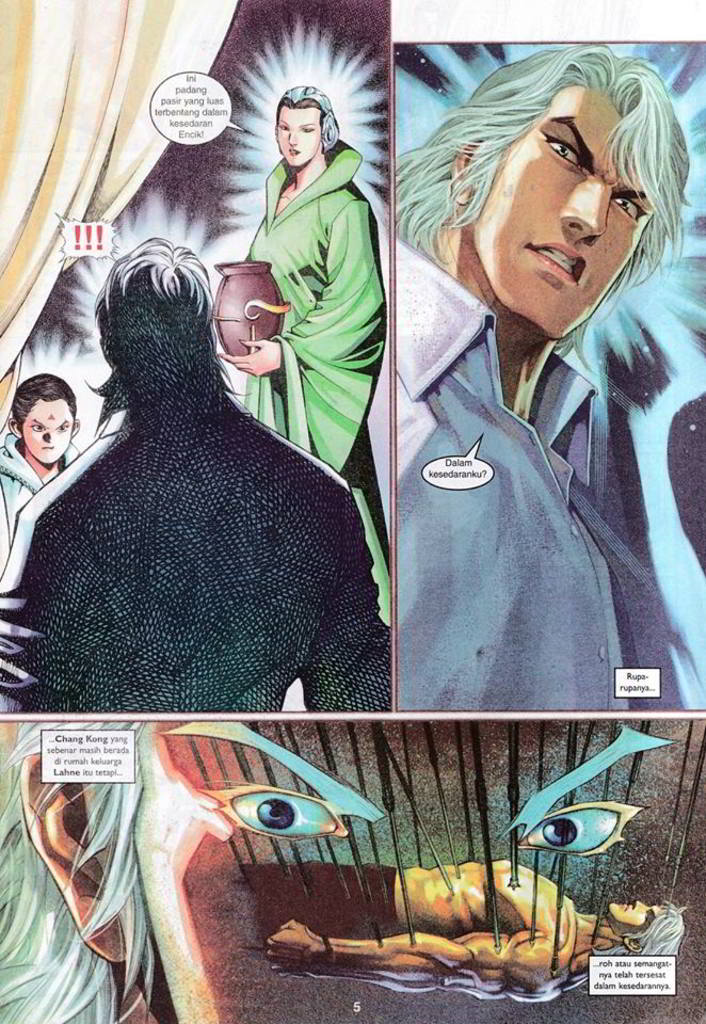 Ini
padang
pasir yang luas
terbentang dalam
kesedaran
Encik!
!!!
Dalam
kesedaranku?
Rupa-
rupanya...
...Chang Kong yang
sebenar masih berada
di rumah keluarga
Lahne itu tetapi...
...roh atau semangat-
nya telah tersesat
dalam kesedarannya.
5